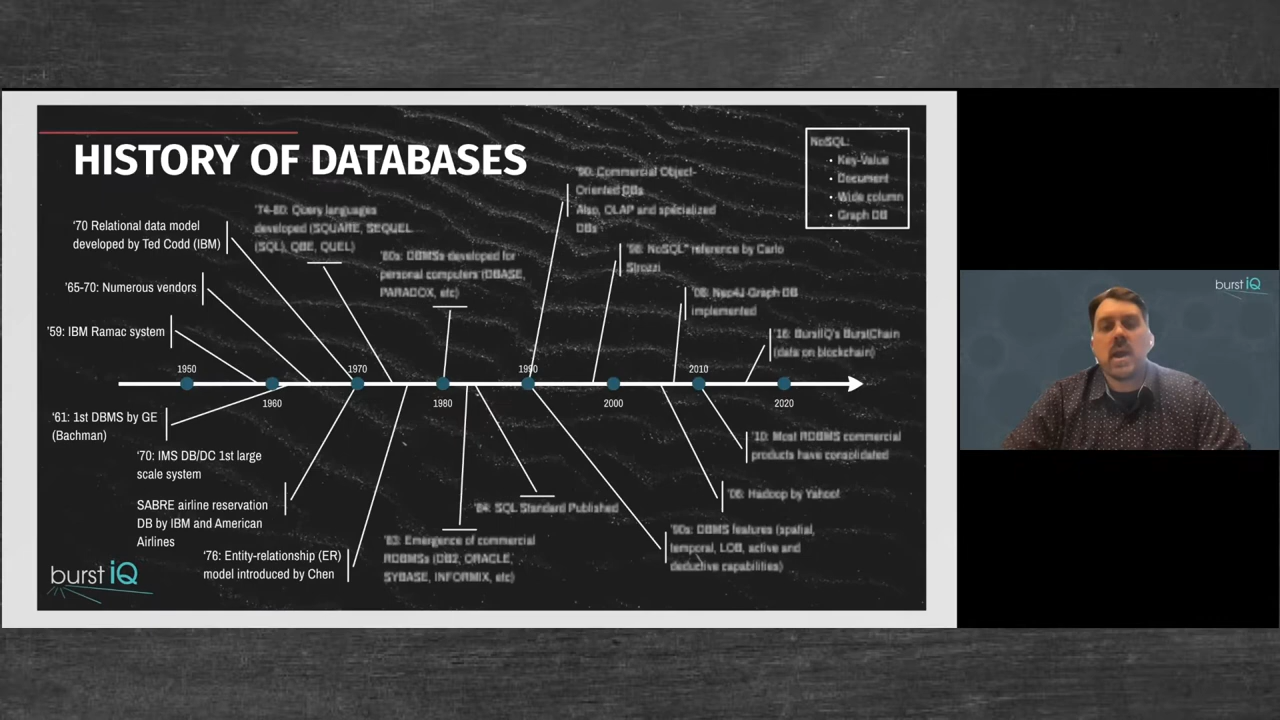 HISTORY OF DATABASES
NoSQL:
• Key-Value
• Document
• Wide column
• Graph DB
'90: Commercial Object-
Oriented DBs
Also, OLAP and specialized
DBs
'74-80: Query languages
developed (SQUARE, SEQUEL
(SQL), QBE, QUEL)
'70 Relational data model
developed by Ted Codd (IBM)
'80s: DBMSs developed for
personal computers (DBASE,
PARADOX, etc)
'98: NoSQL" reference by Carlo
Strozzi
'65-70: Numerous vendors
'08: Neo4J Graph DB
implemented
'59: IBM Ramac system
'16: BurstIQ's BurstChain
(data on blockchain)
1950
1970
1990
2010
1960
1980
2000
2020
'61: 1st DBMS by GE
(Bachman)
'70: IMS DB/DC 1st large
scale system
SABRE airline reservation
DB by IBM and American
Airlines
'76: Entity-relationship (ER)
model introduced by Chen
'83: Emergence of commercial
RDBMSs (DB2, ORACLE,
SYBASE, INFORMIX, etc)
'84: SQL Standard Published
'90s: DBMS features (spatial,
temporal, LOB, active and
deductive capabilities)
'06: Hadoop by Yahoo!
'10: Most RDBMS commercial
products have consolidated
burst iQ
burst iQ